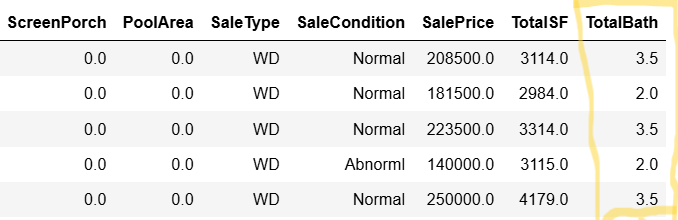 ScreenPorch PoolArea SaleType SaleCondition SalePrice TotalSF TotalBath
0.0 0.0 WD Normal 208500.0 3114.0 3.5
0.0 0.0 WD Normal 181500.0 2984.0 2.0
0.0 0.0 WD Normal 223500.0 3314.0 3.5
0.0 0.0 WD Abnorml 140000.0 3115.0 2.0
0.0 0.0 WD Normal 250000.0 4179.0 3.5